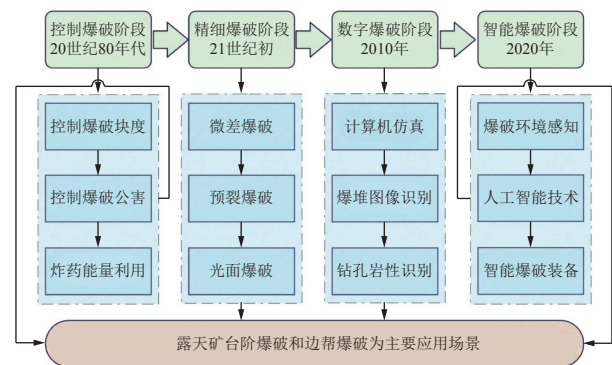 控制爆破阶段
20世纪80年代
精细爆破阶段
21世纪初
数字爆破阶段
2010年
智能爆破阶段
2020年
控制爆破块度
微差爆破
计算机仿真
爆破环境感知
控制爆破公害
预裂爆破
爆堆图像识别
人工智能技术
炸药能量利用
光面爆破
钻孔岩性识别
智能爆破装备
露天矿台阶爆破和边帮爆破为主要应用场景